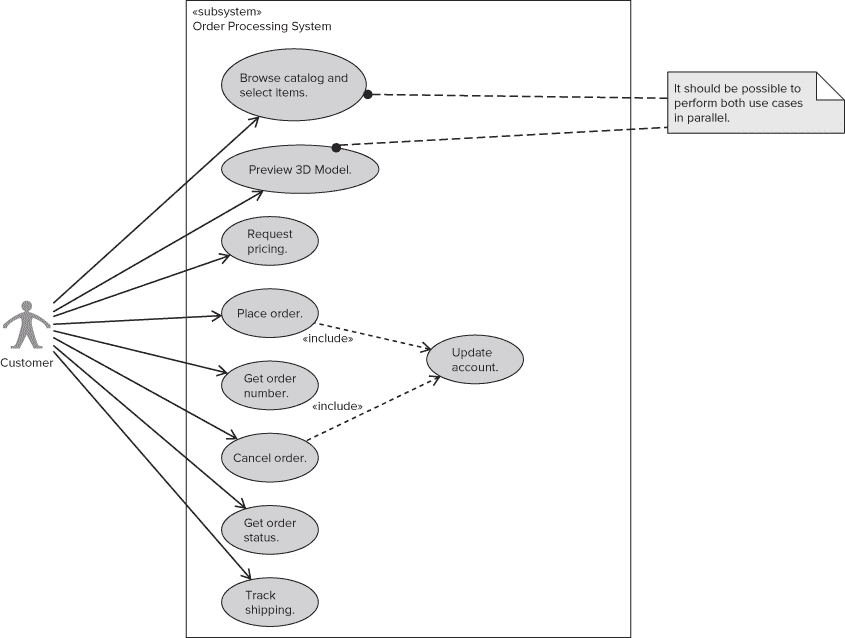 «subsystem»
Order Processing System
Browse catalog and
select items.
It should be possible to
perform both use cases
in parallel.
Preview 3D Model.
Request
pricing.
Place order.
«include»
Update
account.
Customer
Get order
number.
«include»
Cancel order.
Get order
status.
Track
shipping.